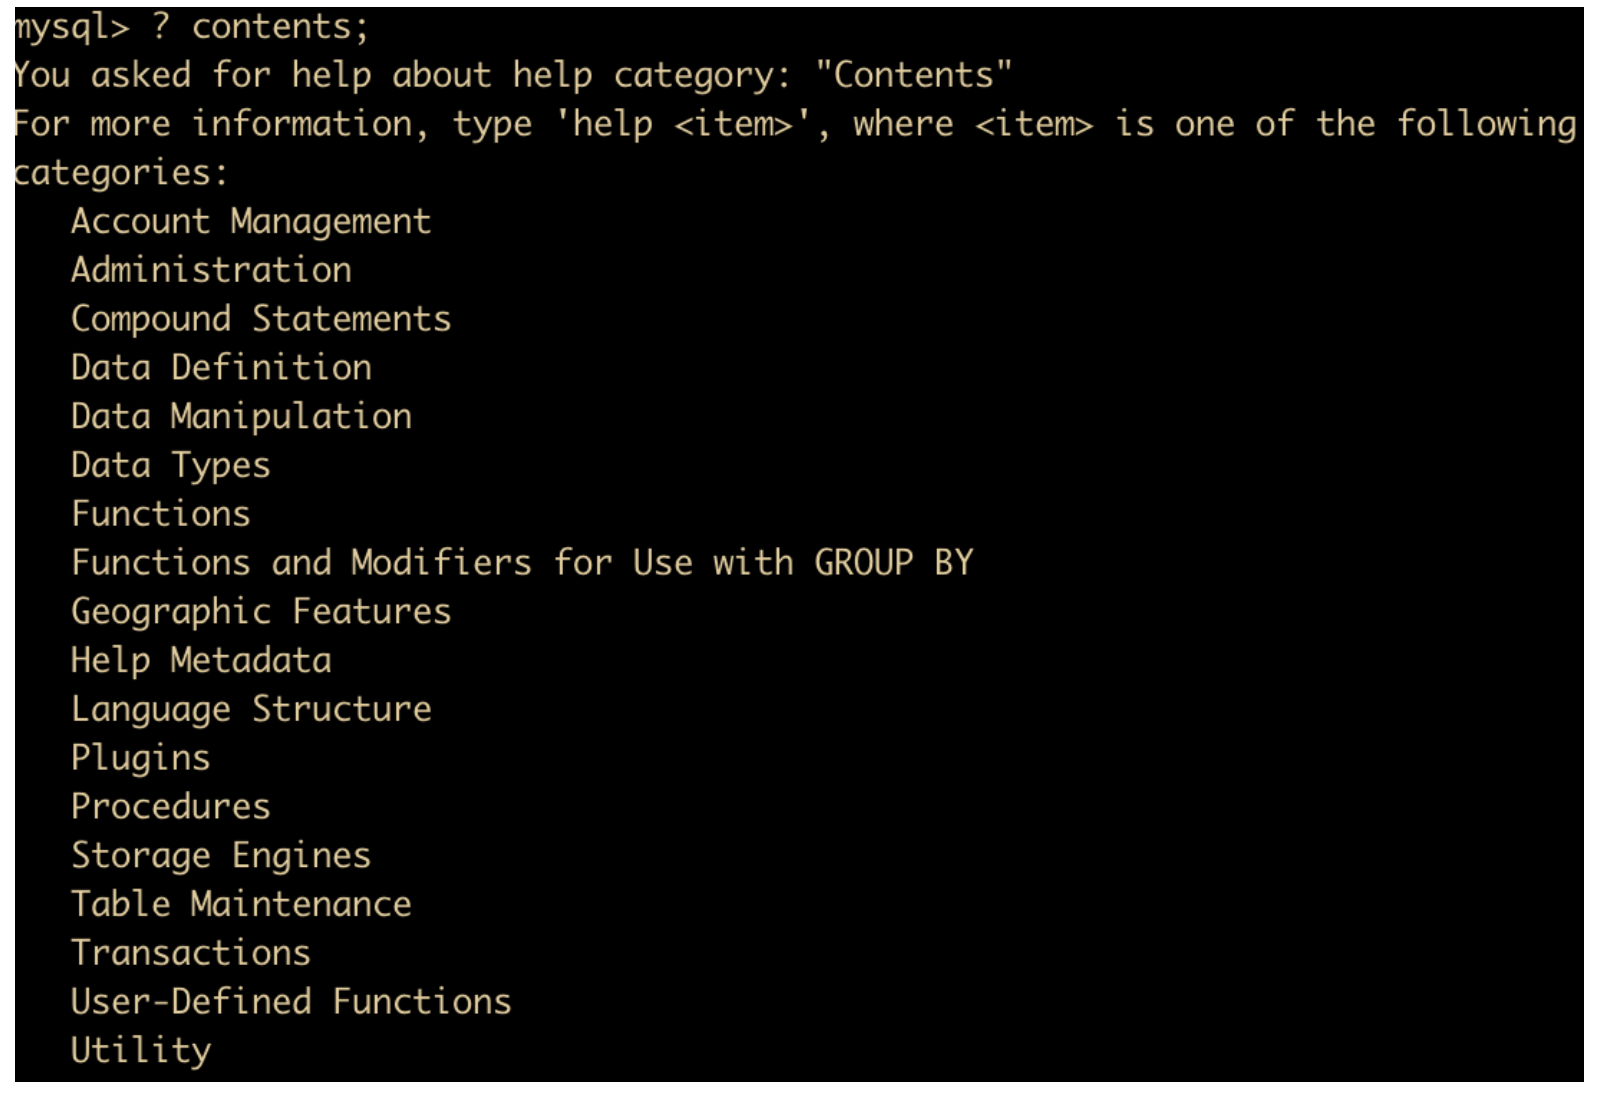 mysql> ? contents;
You asked for help about help category: "Contents"
For more information, type 'help <item>', where <item> is one of the following
categories:
   Account Management
   Administration
   Compound Statements
   Data Definition
   Data Manipulation
   Data Types
   Functions
   Functions and Modifiers for Use with GROUP BY
   Geographic Features
   Help Metadata
   Language Structure
   Plugins
   Procedures
   Storage Engines
   Table Maintenance
   Transactions
   User-Defined Functions
   Utility